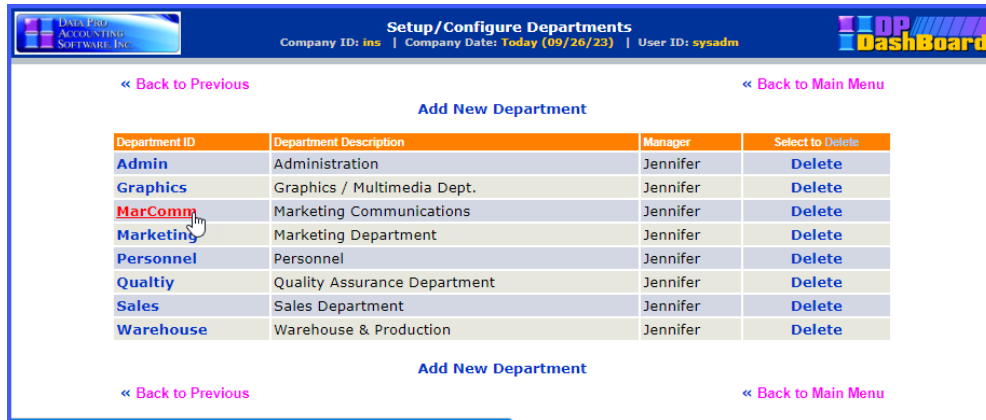 DATA PRO
ACCOUNTING
SOFTWARE, INC.
Setup/Configure Departments
Company ID: ins | Company Date: Today (09/26/23) | User ID: sysadm
DP
DashBoard
« Back to Previous
« Back to Main Menu
Add New Department
Department ID Department Description Manager Select to Delete
Admin Administration Jennifer Delete
Graphics Graphics / Multimedia Dept. Jennifer Delete
MarComm Marketing Communications Jennifer Delete
Marketing Marketing Department Jennifer Delete
Personnel Personnel Jennifer Delete
Qualtiy Quality Assurance Department Jennifer Delete
Sales Sales Department Jennifer Delete
Warehouse Warehouse & Production Jennifer Delete
Add New Department
« Back to Previous
« Back to Main Menu